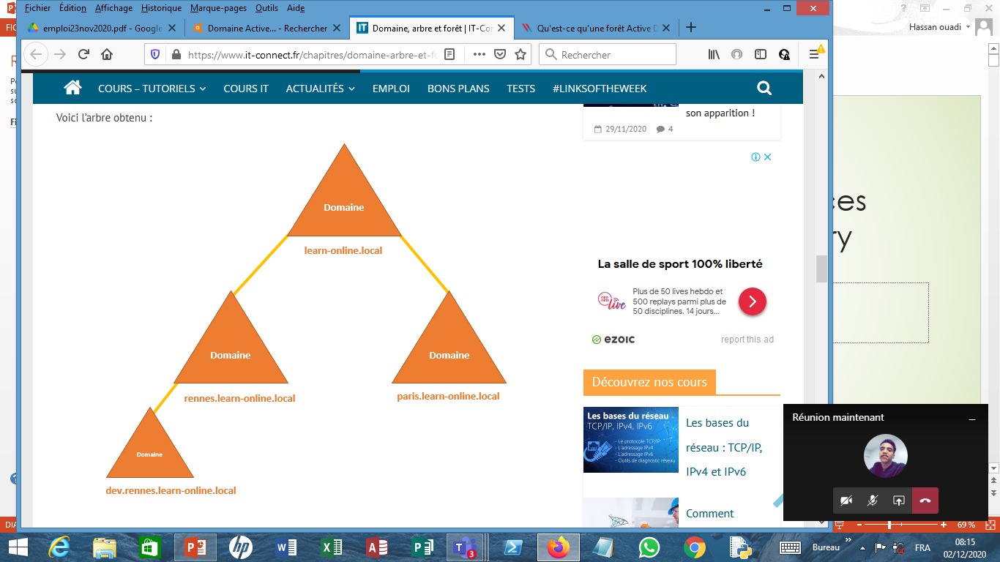 Fichier Édition Affichage Historique Marque-pages Outils Aide
emploi23nov2020.pdf - Google
Domaine Active... - Rechercher
Domaine, arbre et forêt | IT-Con
Qu'est-ce qu'une forêt Active D
https://www.it-connect.fr/chapitres/domaine-arbre-et-fo
Rechercher
Hassan ouadi
FIC
COURS – TUTORIELS
COURS IT
ACTUALITÉS
EMPLOI
BONS PLANS
TESTS
#LINKSOFTHEWEEK
Voici l'arbre obtenu :
Domaine
learn-online.local
Domaine
rennes.learn-online.local
Domaine
paris.learn-online.local
Domaine
dev.rennes.learn-online.local
son apparition !
29/11/2020 4
La salle de sport 100% liberté
live
Plus de 50 lives hebdo et
500 replays parmi plus de
50 disciplines. 14 jours...
ezoic
report this ad
Découvrez nos cours
Les bases du réseau
TCP/IP, IPv4, IPv6
- Le protocole TCP/IP
- L'adressage IPv4
- L'adressage IPv6
- Outils de diagnostic réseau
Les bases du
réseau : TCP/IP,
IPv4 et IPv6
Comment
ces
ry
Réunion maintenant
DIA
69 %
Bureau
FRA
08:15
02/12/2020